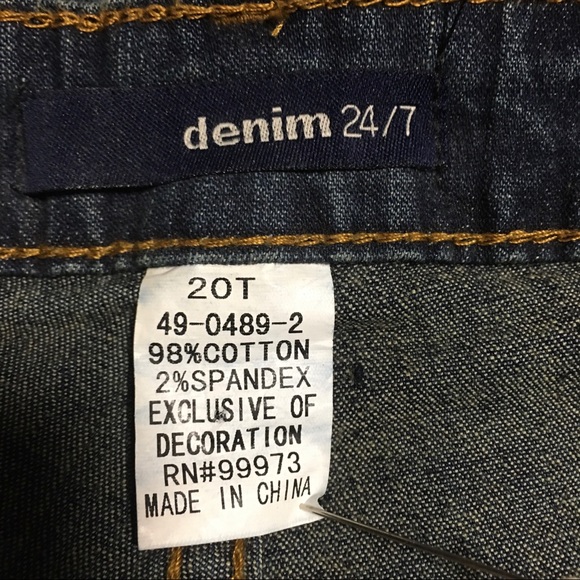 denim 24/7
20T
49-0489-2
98%COTTON
2%SPANDEX
EXCLUSIVE OF
DECORATION
RN#99973
MADE IN CHINA